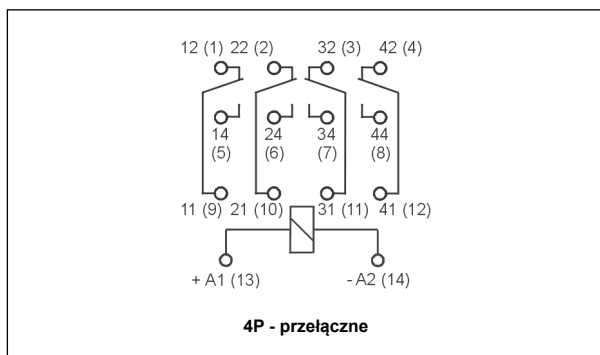 12 (1) 22 (2) 32 (3) 42 (4)
14 24 34 44
(5) (6) (7) (8)
11 (9) 21 (10) 31 (11) 41 (12)
+ A1 (13) - A2 (14)
4P - przełączne